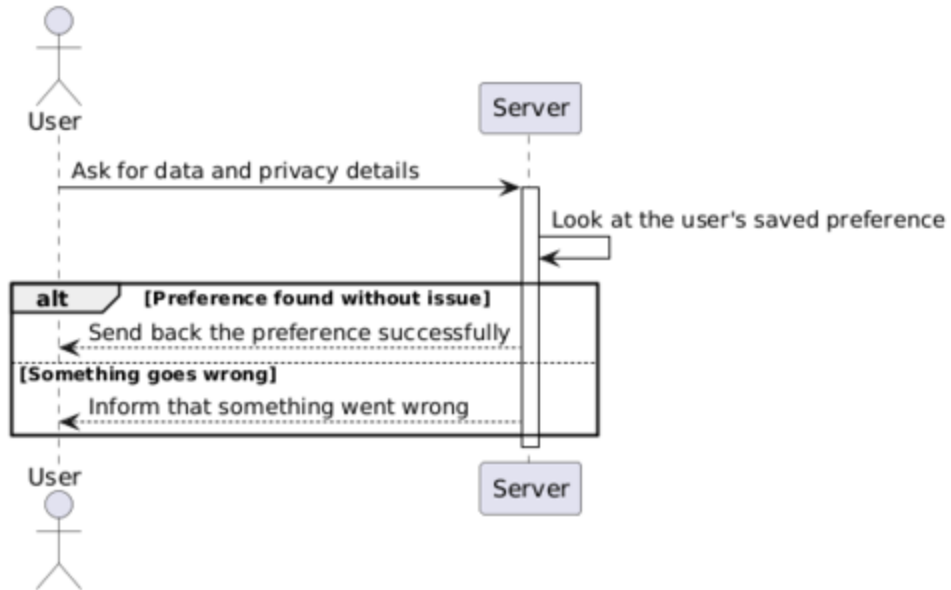 User
Server
Ask for data and privacy details
Look at the user's saved preference
alt [Preference found without issue]
Send back the preference successfully
[Something goes wrong]
Inform that something went wrong
User
Server